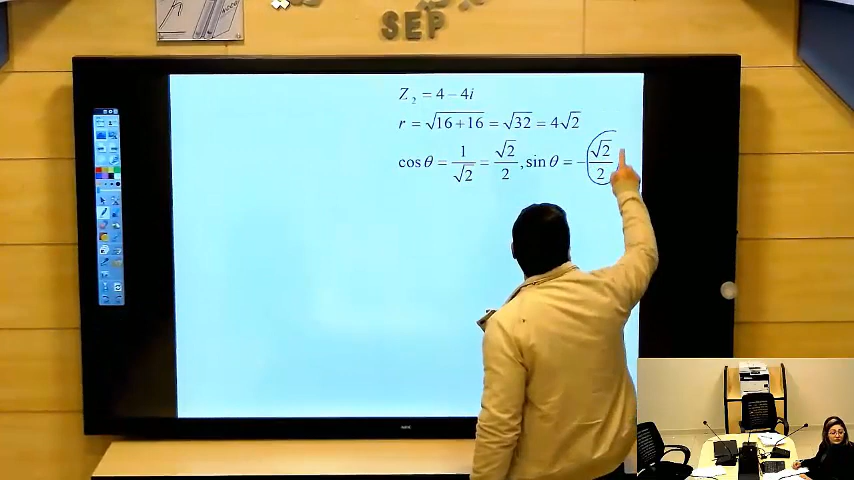 SEP
Z₂ = 4 – 4i
r = √(16+16) = √32 = 4√2
cos θ = 1/√2 = √2/2 , sin θ = – √2/2